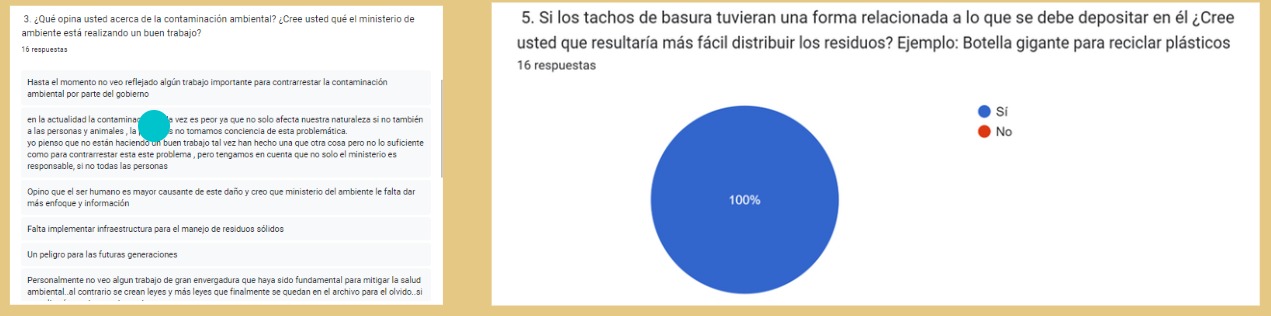 3. ¿Qué opina usted acerca de la contaminación ambiental? ¿Cree usted qué el ministerio de
ambiente está realizando un buen trabajo?
16 respuestas
Hasta el momento no veo reflejado algún trabajo importante para contrarrestar la contaminación
ambiental por parte del gobierno
en la actualidad la vez es peor ya que no solo afecta nuestra naturaleza si no también
a las personas y animales , la no tomamos conciencia de esta problemática.
yo pienso que no están haciendo un buen trabajo tal vez han hecho una que otra cosa pero no lo suficiente
como para contrarrestar esta este problema , pero tengamos en cuenta que no solo el ministerio es
responsable, si no todas las personas
Opino que el ser humano es mayor causante de este daño y creo que ministerio del ambiente le falta dar
más enfoque y información
Falta implementar infraestructura para el manejo de residuos sólidos
Un peligro para las futuras generaciones
Personalmente no veo algun trabajo de gran envergadura que haya sido fundamental para mitigar la salud
ambiental..al contrario se crean leyes y más leyes que finalmente se quedan en el archivo para el olvido..si
5. Si los tachos de basura tuvieran una forma relacionada a lo que se debe depositar en él ¿Cree
usted que resultaría más fácil distribuir los residuos? Ejemplo: Botella gigante para reciclar plásticos
16 respuestas
Sí
No
100%